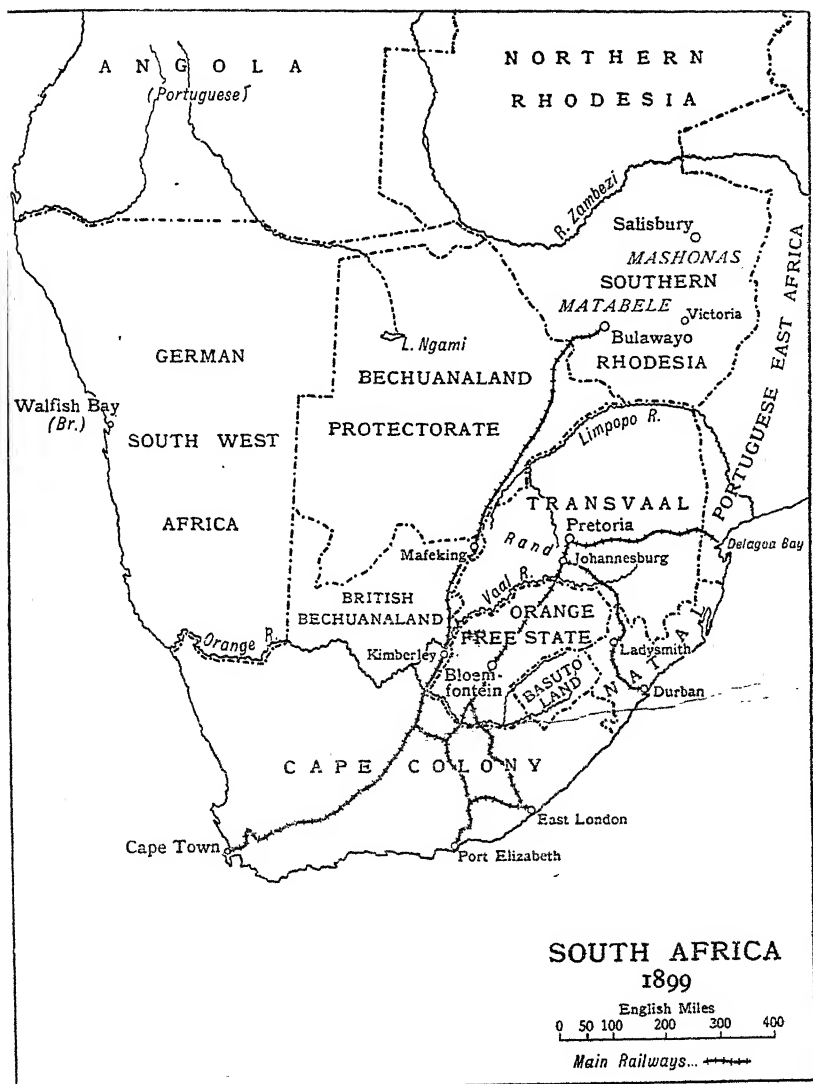 ANGOLA
(Portuguese)
NORTHERN
RHODESIA
R. Zambezi
Salisbury
MASHONAS
SOUTHERN
MATABELE
Victoria
Bulawayo
RHODESIA
PORTUGUESE EAST AFRICA
L. Ngami
GERMAN
BECHUANALAND
Walfish Bay
(Br.)
SOUTH WEST
PROTECTORATE
Limpopo R.
AFRICA
TRANSVAAL
Pretoria
Rand
Delagoa Bay
Mafeking
Johannesburg
Vaal R.
BRITISH
BECHUANALAND
ORANGE
FREE STATE
Orange R.
Kimberley
Ladysmith
Bloem-
fontein
BASUTO
LAND
NATAL
Durban
CAPE COLONY
East London
Cape Town
Port Elizabeth
SOUTH AFRICA
1899
English Miles
0 50 100 200 300 400
Main Railways...